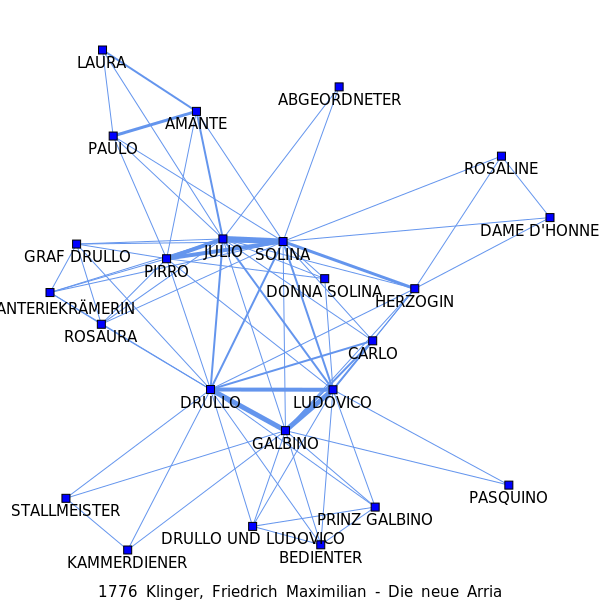 LAURA
ABGEORDNETER
AMANTE
PAULO
ROSALINE
DAME D'HONNE
GRAF DRULLO
JULIO
SOLINA
PIRRO
DONNA SOLINA
HERZOGIN
ANTERIEKRÄMERIN
ROSAURA
CARLO
DRULLO
LUDOVICO
GALBINO
PASQUINO
STALLMEISTER
PRINZ GALBINO
DRULLO UND LUDOVICO
BEDIENTER
KAMMERDIENER
1776 Klinger, Friedrich Maximilian - Die neue Arria